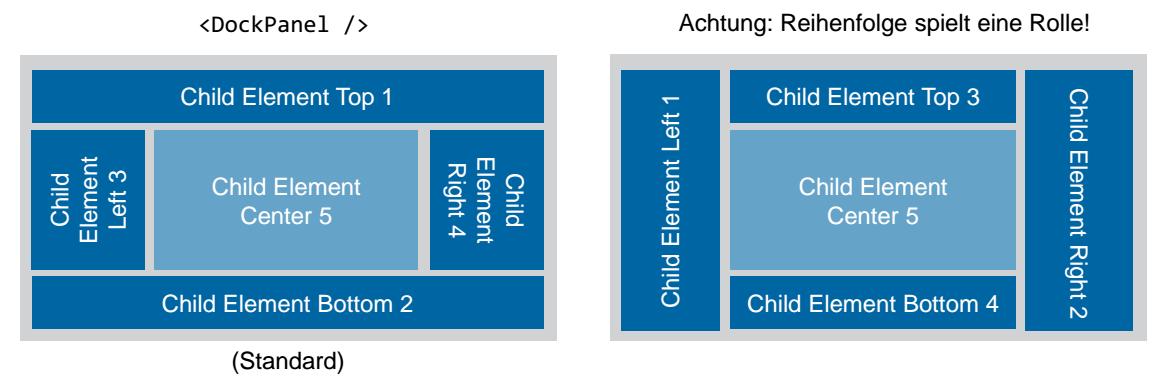 <DockPanel />
Child Element Top 1
Child
Element
Left 3
Child Element
Center 5
Child
Element
Right 4
Child Element Bottom 2
(Standard)
Achtung: Reihenfolge spielt eine Rolle!
Child Element Left 1
Child Element Top 3
Child Element
Center 5
Child Element Bottom 4
Child Element Right 2